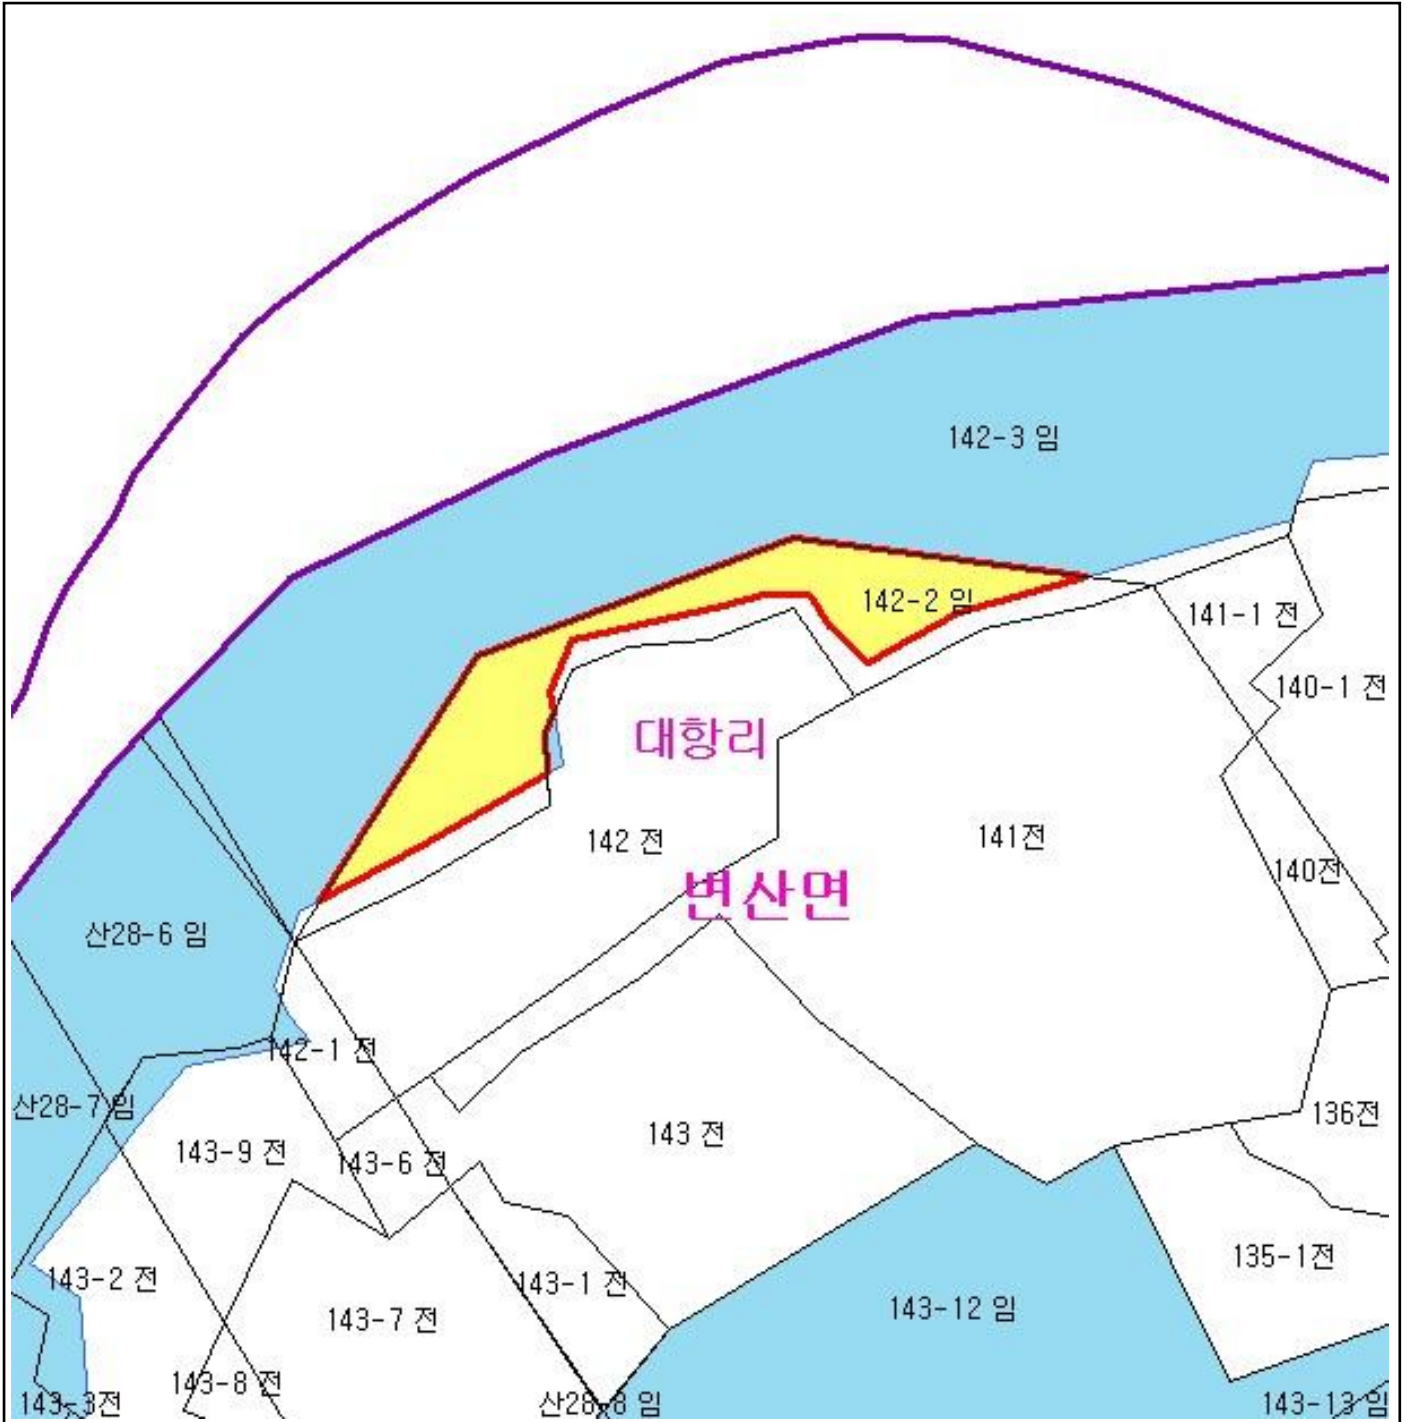 142-3 임
142-2 임
141-1 전
140-1 전
대항리
142 전
141전
140전
변산면
산28-6 임
142-1 전
산28-7 임
136전
143 전
143-9 전
143-6 전
135-1전
143-2 전
143-1 전
143-12 임
143-7 전
143-8 전
143-3전
산28-8 임
143-13 임